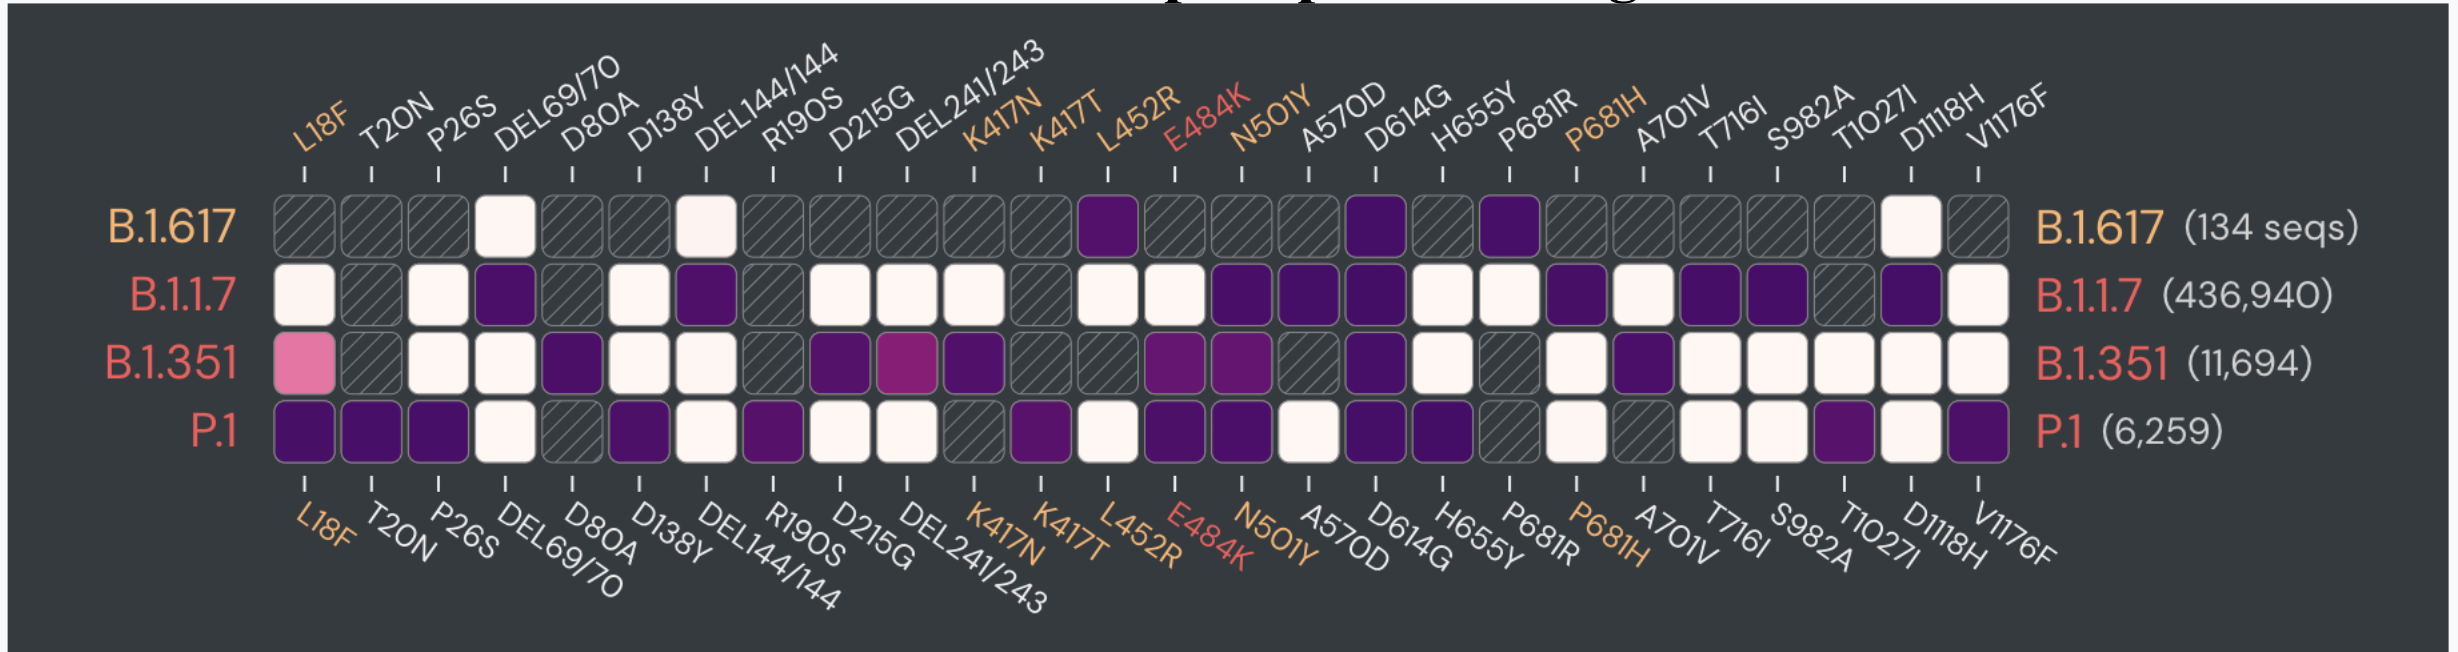 L18F T20N P26S DEL69/70 D80A D138Y DEL144/144 R190S D215G DEL241/243 K417N K417T L452R E484K N501Y A570D D614G H655Y P681R P681H A701V T716I S982A T1027I D1118H V1176F
B.1.617 B.1.617 (134 seqs)
B.1.1.7 B.1.1.7 (436,940)
B.1.351 B.1.351 (11,694)
P.1 P.1 (6,259)
L18F T20N P26S DEL69/70 D80A D138Y DEL144/144 R190S D215G DEL241/243 K417N K417T L452R E484K N501Y A570D D614G H655Y P681R P681H A701V T716I S982A T1027I D1118H V1176F